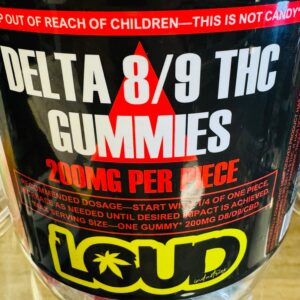 P OUT OF REACH OF CHILDREN—THIS IS NOT CANDY
DELTA 8/9 THC
GUMMIES
200MG PER PIECE
COMMENDED DOSAGE—START WITH 1/4 OF ONE PIECE.
AS NEEDED UNTIL DESIRED IMPACT IS ACHIEVED.
SERVING SIZE—ONE GUMMY* 200MG D8/D9/CBD
LOUD
industries